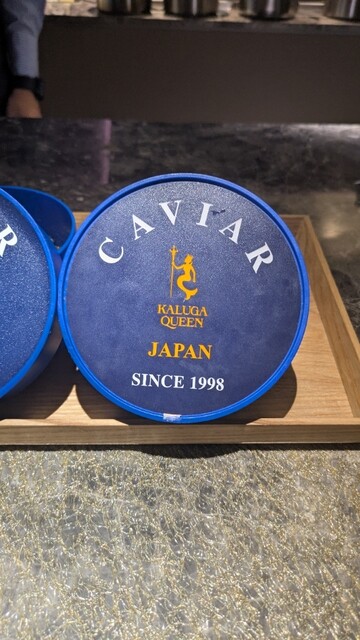 CAVIAR
KALUGA
QUEEN
JAPAN
SINCE 1998
R